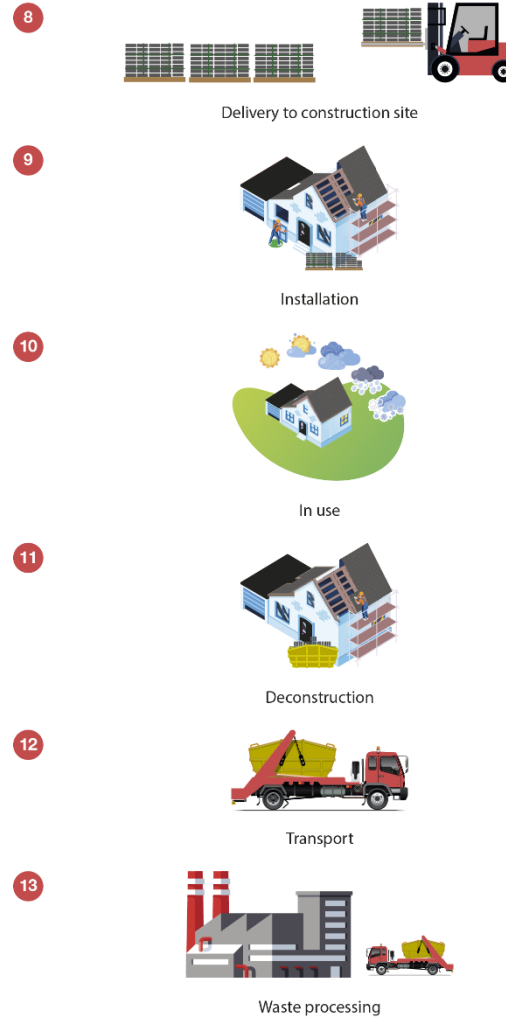 8
Delivery to construction site
9
Installation
10
In use
11
Deconstruction
12
Transport
13
Waste processing